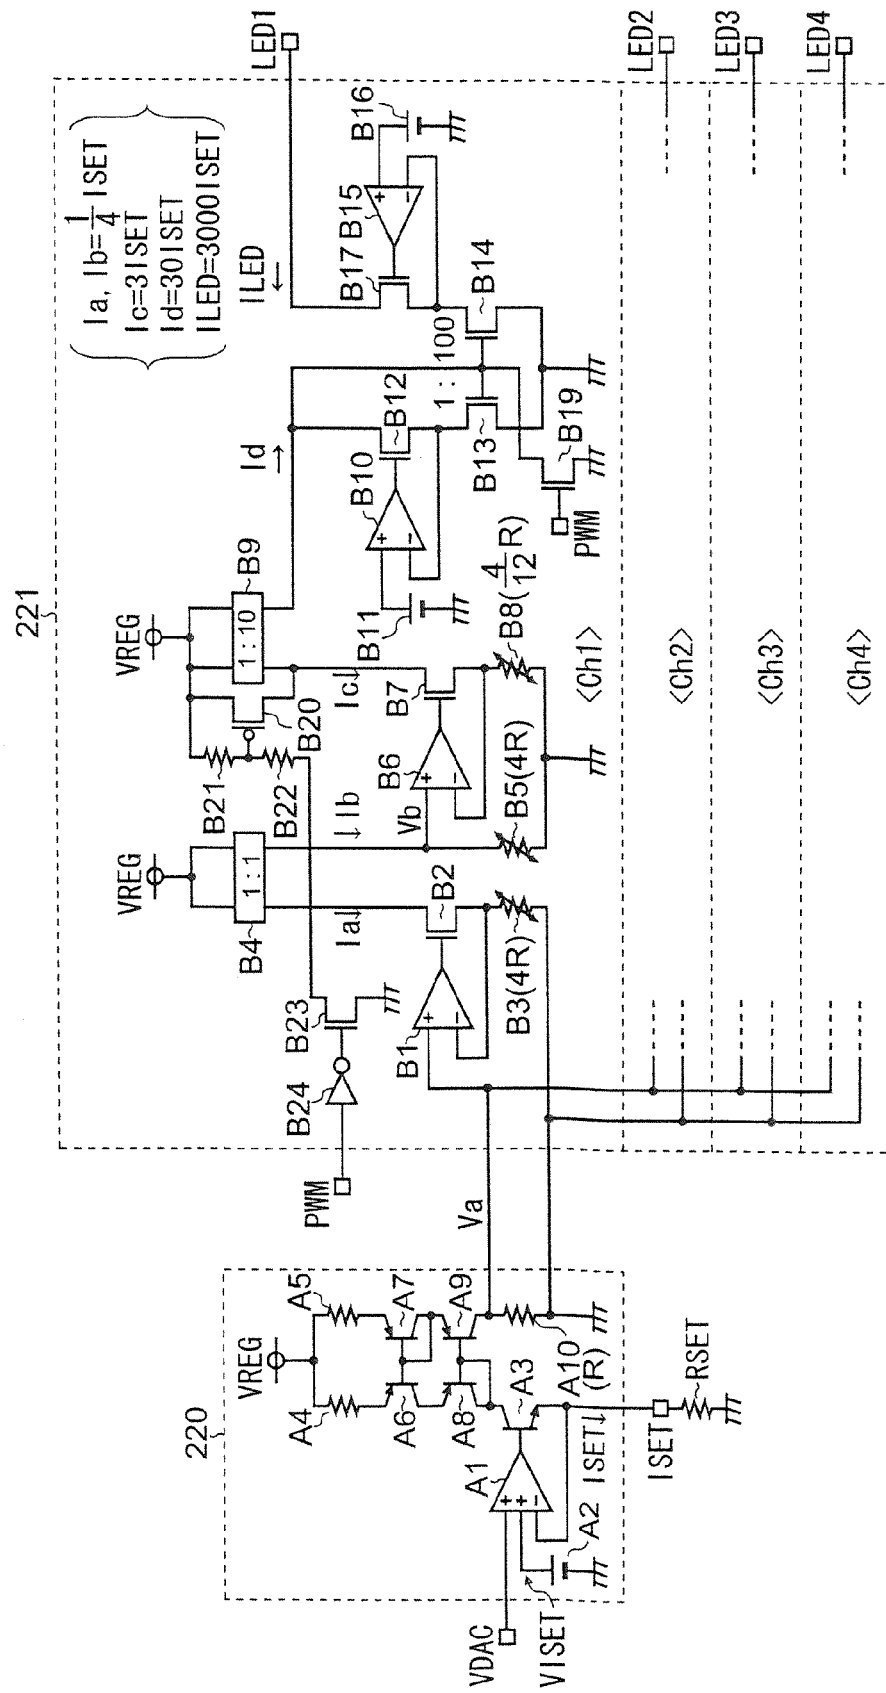 221
220
Ia, Ib=1/4 ISET
Ic=3ISET
Id=30ISET
ILED=3000ISET
LED1
LED2
LED3
LED4
VREG
A4
A5
A6
A7
A8
A9
A1
A3
A10
(R)
ISET↓
A2
VDAC
VISET
ISET
RSET
Va
PWM
B24
B23
VREG
B4
1:1
Ia↓
↓Ib
B1
B2
B3(4R)
Vb
B5(4R)
VREG
B21
B22
B20
1:10
B9
Ic↓
B6
B7
B8(4/12 R)
Id
→
B11
B10
B12
B13
1 : 100
B14
PWM
B19
ILED
←
B17
B15
B16
+
−
+
−
+
−
+
−
+
+
−
<Ch1>
<Ch2>
<Ch3>
<Ch4>